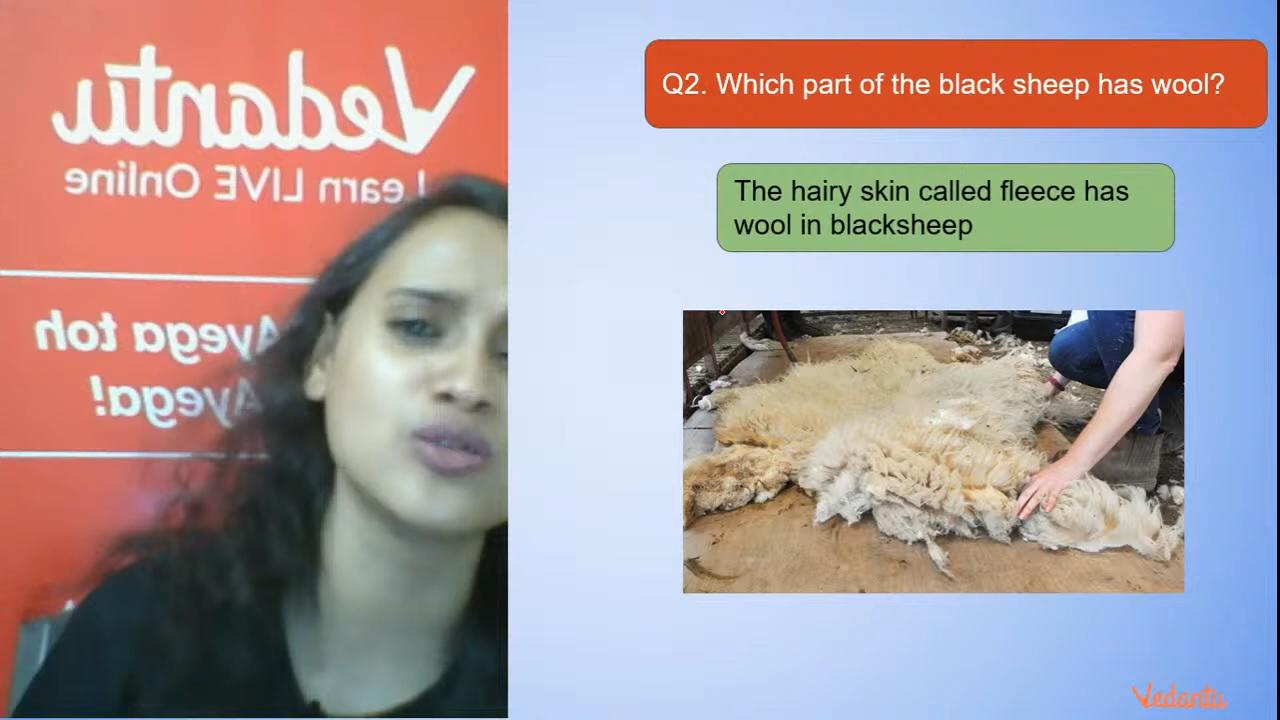 Vedantu
Learn LIVE Online
Ayega toh
Ayega!
Q2. Which part of the black sheep has wool?
The hairy skin called fleece has
wool in blacksheep
Vedantu